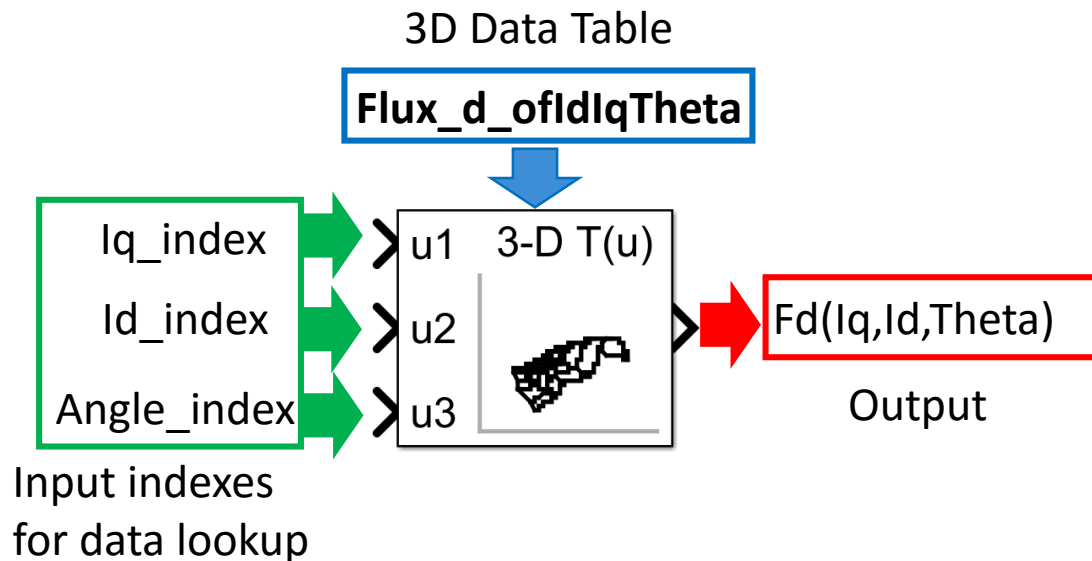 3D Data Table
Flux_d_ofIdIqTheta
Iq_index
u1
3-D T(u)
Id_index
u2
Fd(Iq,Id,Theta)
Angle_index
u3
Output
Input indexes
for data lookup